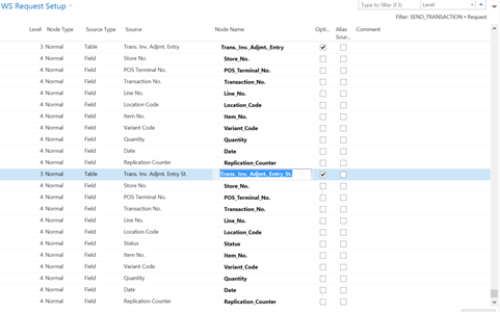 WS Request Setup
Type to filter (F3) Level
Filter: SEND_TRANSACTION • Request
Level Node Type Source Type Source Node Name Opti... Alias Sour... Comment
3 Normal Table Trans. Inv. Adjmt. Entry Trans._Inv._Adjmt._Entry
4 Normal Field Store No. Store_No.
4 Normal Field POS Terminal No. POS_Terminal_No.
4 Normal Field Transaction No. Transaction_No.
4 Normal Field Line No. Line_No.
4 Normal Field Location Code Location_Code
4 Normal Field Item No. Item_No.
4 Normal Field Variant Code Variant_Code
4 Normal Field Quantity Quantity
4 Normal Field Date Date
4 Normal Field Replication Counter Replication_Counter
3 Normal Table Trans. Inv. Adjmt. Entry St. Trans._Inv._Adjmt._Entry_St.
4 Normal Field Store No. Store_No.
4 Normal Field POS Terminal No. POS_Terminal_No.
4 Normal Field Transaction No. Transaction_No.
4 Normal Field Line No. Line_No.
4 Normal Field Location Code Location_Code
4 Normal Field Status Status
4 Normal Field Item No. Item_No.
4 Normal Field Variant Code Variant_Code
4 Normal Field Quantity Quantity
4 Normal Field Date Date
4 Normal Field Replication Counter Replication_Counter